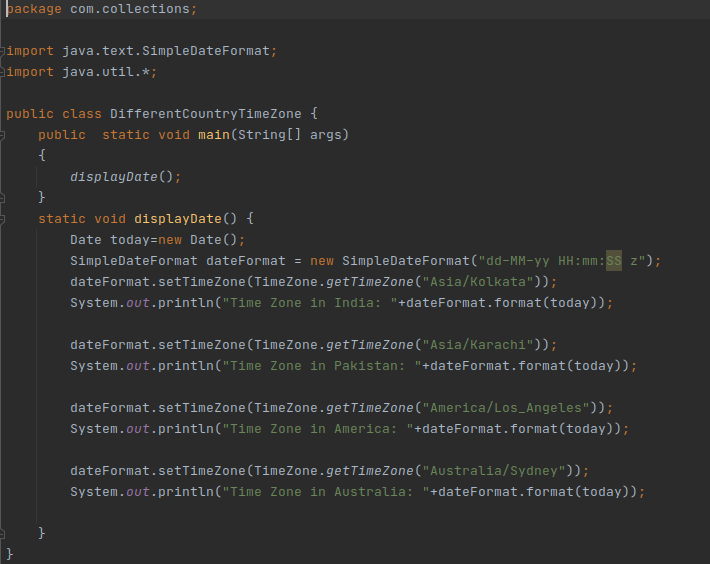 package com.collections;
import java.text.SimpleDateFormat;
import java.util.*;
public class DifferentCountryTimeZone {
    public  static void main(String[] args)
    {
        displayDate();
    }
    static void displayDate() {
        Date today=new Date();
        SimpleDateFormat dateFormat = new SimpleDateFormat("dd-MM-yy HH:mm:SS z");
        dateFormat.setTimeZone(TimeZone.getTimeZone("Asia/Kolkata"));
        System.out.println("Time Zone in India: "+dateFormat.format(today));
        dateFormat.setTimeZone(TimeZone.getTimeZone("Asia/Karachi"));
        System.out.println("Time Zone in Pakistan: "+dateFormat.format(today));
        dateFormat.setTimeZone(TimeZone.getTimeZone("America/Los_Angeles"));
        System.out.println("Time Zone in America: "+dateFormat.format(today));
        dateFormat.setTimeZone(TimeZone.getTimeZone("Australia/Sydney"));
        System.out.println("Time Zone in Australia: "+dateFormat.format(today));
    }
}